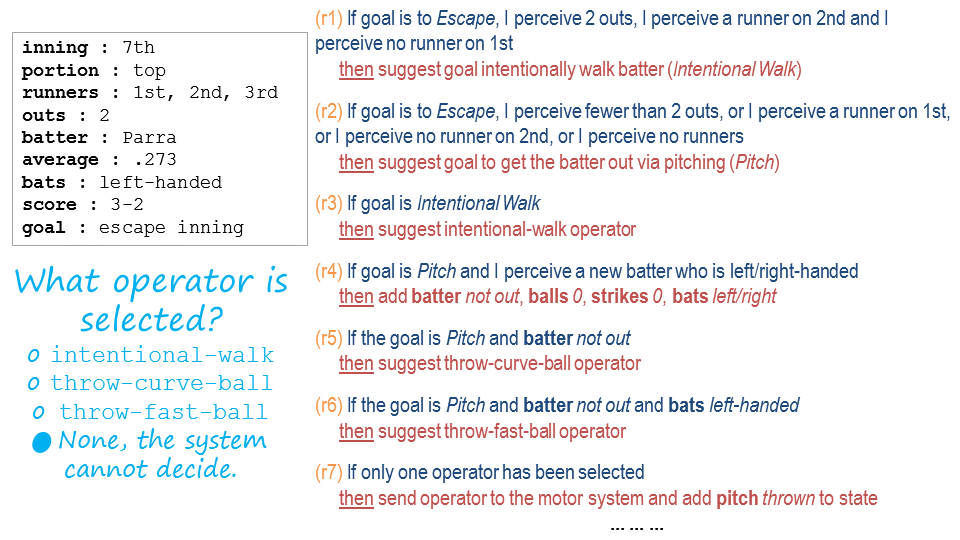 inning : 7th
portion : top
runners : 1st, 2nd, 3rd
outs : 2
batter : Parra
average : .273
bats : left-handed
score : 3-2
goal : escape inning
What operator is
selected?
o intentional-walk
o throw-curve-ball
o throw-fast-ball
● None, the system
cannot decide.
(r1) If goal is to Escape, I perceive 2 outs, I perceive a runner on 2nd and I
perceive no runner on 1st
then suggest goal intentionally walk batter (Intentional Walk)
(r2) If goal is to Escape, I perceive fewer than 2 outs, or I perceive a runner on 1st,
or I perceive no runner on 2nd, or I perceive no runners
then suggest goal to get the batter out via pitching (Pitch)
(r3) If goal is Intentional Walk
then suggest intentional-walk operator
(r4) If goal is Pitch and I perceive a new batter who is left/right-handed
then add batter not out, balls 0, strikes 0, bats left/right
(r5) If the goal is Pitch and batter not out
then suggest throw-curve-ball operator
(r6) If the goal is Pitch and batter not out and bats left-handed
then suggest throw-fast-ball operator
(r7) If only one operator has been selected
then send operator to the motor system and add pitch thrown to state
... ... ...